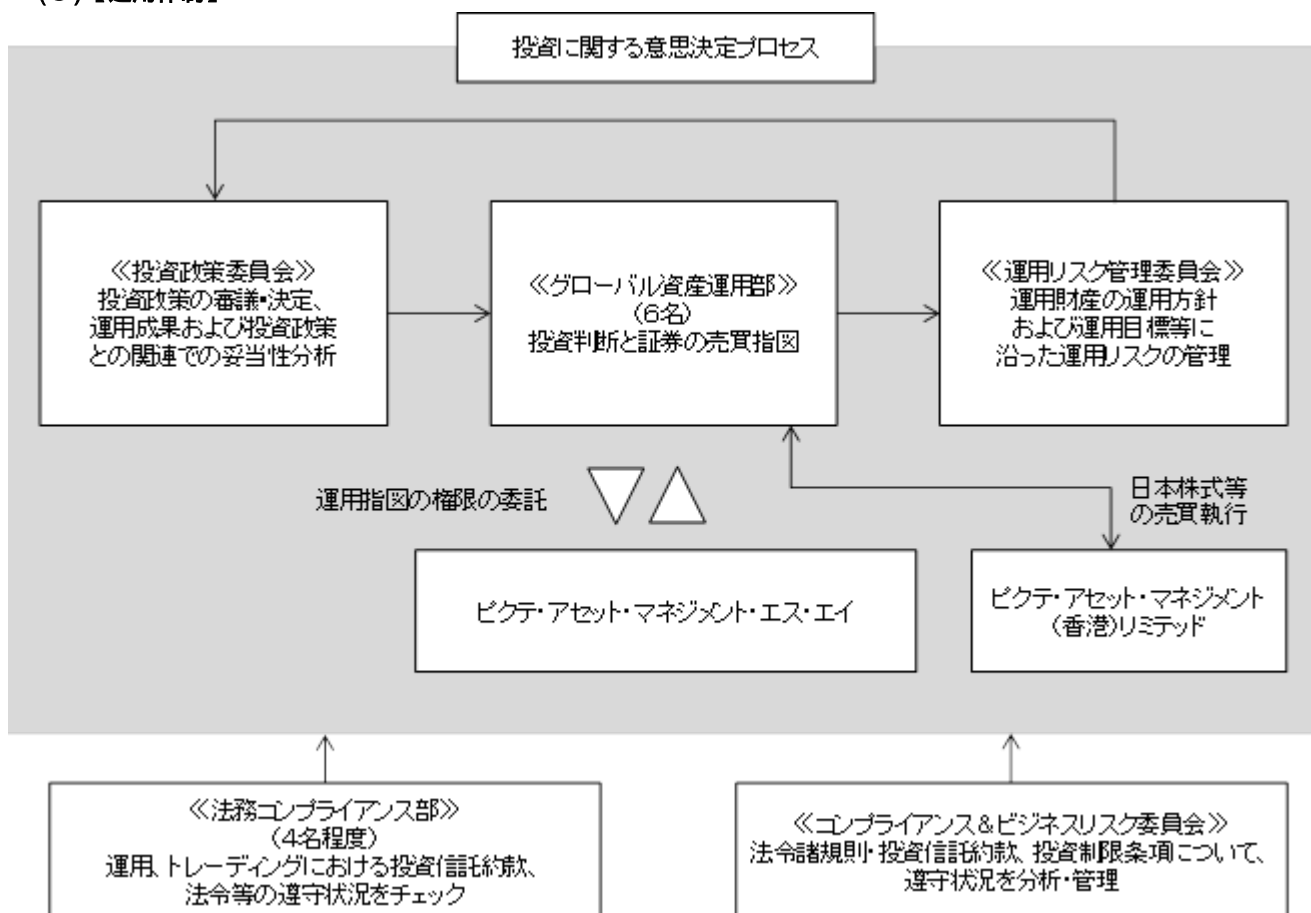 投資に関する意思決定プロセス
≪投資政策委員会≫
投資政策の審議・決定、
運用成果および投資政策
との関連での妥当性分析
≪グローバル資産運用部≫
(6名)
投資判断と証券の売買指図
≪運用リスク管理委員会≫
運用財産の運用方針
および運用目標等に
沿った運用リスクの管理
運用指図の権限の委託
日本株式等
の売買執行
ピクテ・アセット・マネジメント・エス・エイ
ピクテ・アセット・マネジメント
(香港)リミテッド
≪法務コンプライアンス部≫
(4名程度)
運用、トレーディングにおける投資信託約款、
法令等の遵守状況をチェック
≪コンプライアンス&ビジネスリスク委員会≫
法令諸規則・投資信託約款、投資制限条項について、
遵守状況を分析・管理